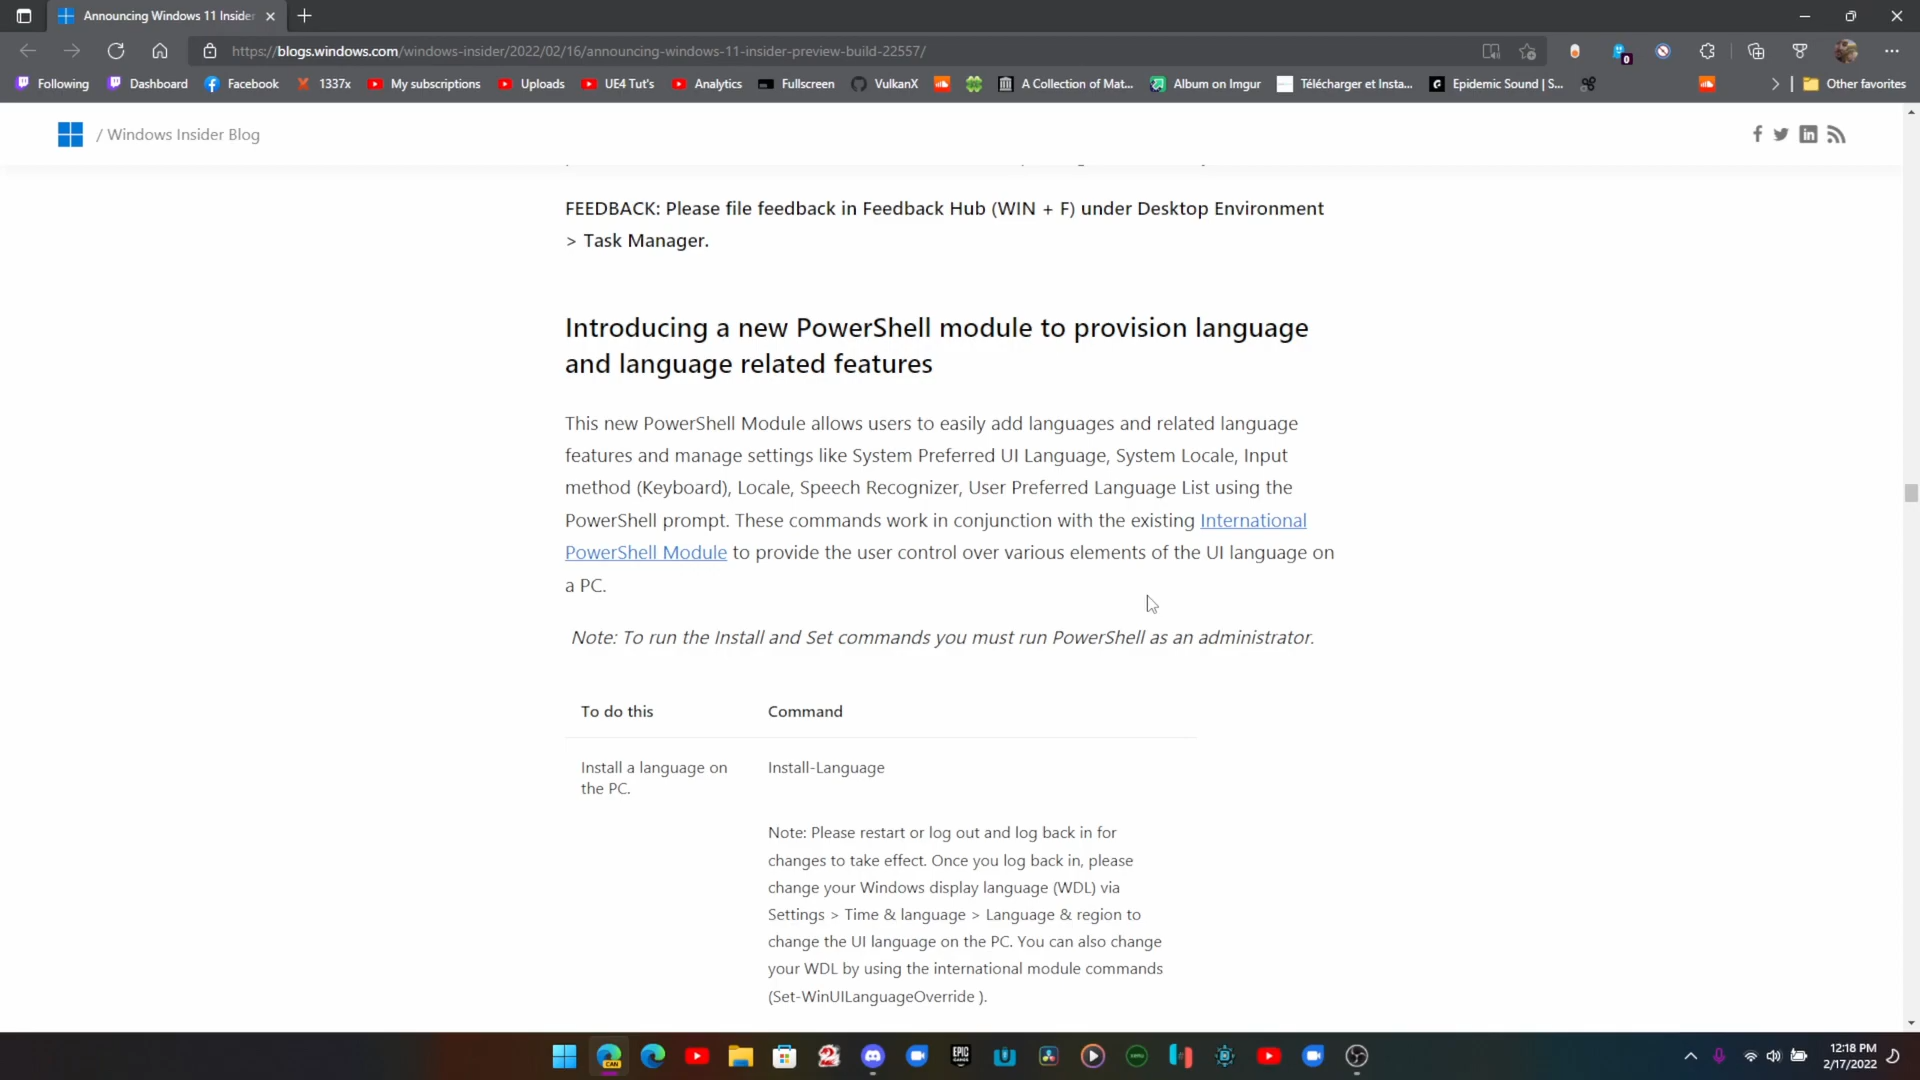 Announcing Windows 11 Insider
https://blogs.windows.com/windows-insider/2022/02/16/announcing-windows-11-insider-preview-build-22557/
0
Following Dashboard Facebook 1337x My subscriptions Uploads UE4 Tut's Analytics Fullscreen VulkanX A Collection of Mat... Album on Imgur Télécharger et Insta... Epidemic Sound | S... Other favorites
/ Windows Insider Blog
FEEDBACK: Please file feedback in Feedback Hub (WIN + F) under Desktop Environment
> Task Manager.
Introducing a new PowerShell module to provision language
and language related features
This new PowerShell Module allows users to easily add languages and related language
features and manage settings like System Preferred UI Language, System Locale, Input
method (Keyboard), Locale, Speech Recognizer, User Preferred Language List using the
PowerShell prompt. These commands work in conjunction with the existing International
PowerShell Module to provide the user control over various elements of the UI language on
a PC.
Note: To run the Install and Set commands you must run PowerShell as an administrator.
To do this Command
Install a language on Install-Language
the PC.
Note: Please restart or log out and log back in for
changes to take effect. Once you log back in, please
change your Windows display language (WDL) via
Settings > Time & language > Language & region to
change the UI language on the PC. You can also change
your WDL by using the international module commands
(Set-WinUILanguageOverride ).
CAN
EPIC
GAMES
12:18 PM
2/17/2022